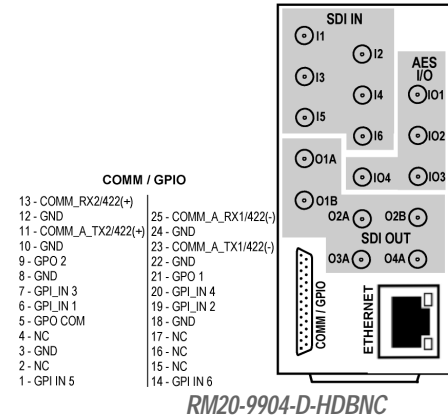 SDI IN
I1
I2
AES
I/O
I3
I4
IO1
I5
I6
IO2
O1A
IO4
IO3
O1B
O2A
O2B
SDI OUT
O3A
O4A
COMM / GPIO
ETHERNET
COMM / GPIO
13 - COMM_RX2/422(+)
12 - GND
11 - COMM_A_TX2/422(+)
10 - GND
9 - GPO 2
8 - GND
7 - GPI_IN 3
6 - GPI_IN 1
5 - GPO COM
4 - NC
3 - GND
2 - NC
1 - GPI IN 5
25 - COMM_A_RX1/422(-)
24 - GND
23 - COMM_A_TX1/422(-)
22 - GND
21 - GPO 1
20 - GPI_IN 4
19 - GPI_IN 2
18 - GND
17 - NC
16 - NC
15 - NC
14 - GPI IN 6
RM20-9904-D-HDBNC